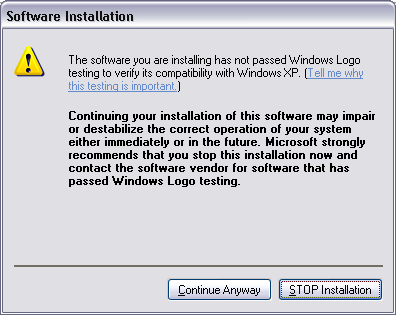 Software Installation
The software you are installing has not passed Windows Logo
testing to verify its compatibility with Windows XP. (Tell me why
this testing is important.)
Continuing your installation of this software may impair
or destabilize the correct operation of your system
either immediately or in the future. Microsoft strongly
recommends that you stop this installation now and
contact the software vendor for software that has
passed Windows Logo testing.
Continue Anyway
STOP Installation